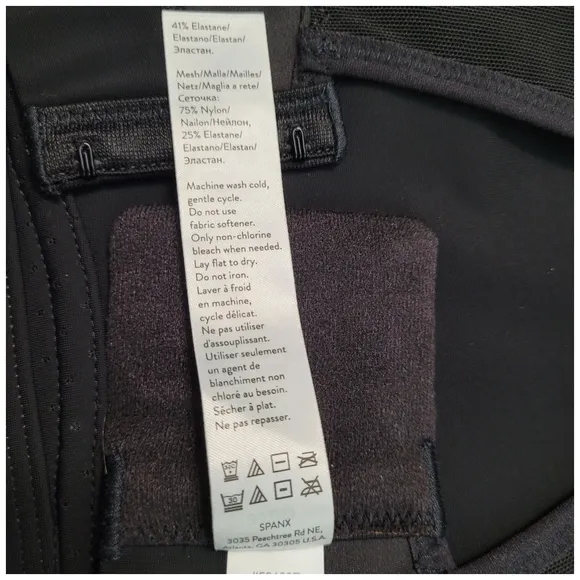 41% Elastane/
Elastano/Elastan/
Эластан.
Mesh/Malla/Mailles/
Netz/Maglia a rete/
Сеточка:
75% Nylon/
Nailon/Нейлон,
25% Elastane/
Elastano/Elastan/
Эластан.
Machine wash cold,
gentle cycle.
Do not use
fabric softener.
Only non-chlorine
bleach when needed.
Lay flat to dry.
Do not iron.
Laver à froid
en machine,
cycle délicat.
Ne pas utiliser
d'assouplissant.
Utiliser seulement
un agent de
blanchiment non
chloré au besoin.
Sécher à plat.
Ne pas repasser.
30
SPANX
3035 Peachtree Rd NE,
Atlanta, GA 30305 U.S.A.